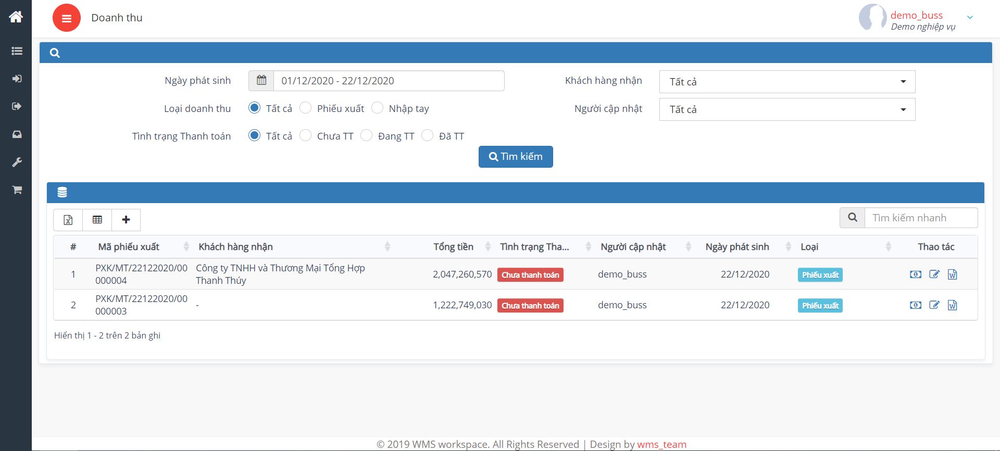 Doanh thu
demo_buss
Demo nghiệp vụ
Ngày phát sinh
01/12/2020 - 22/12/2020
Khách hàng nhận
Tất cả
Loại doanh thu
Tất cả
Phiếu xuất
Nhập tay
Người cập nhật
Tất cả
Tình trạng Thanh toán
Tất cả
Chưa TT
Đang TT
Đã TT
Tìm kiếm
Tìm kiếm nhanh
# Mã phiếu xuất Khách hàng nhận Tổng tiền Tình trạng Tha... Người cập nhật Ngày phát sinh Loại Thao tác
1 PXK/MT/22122020/00 Công ty TNHH và Thương Mại Tổng Hợp 2,047,260,570 Chưa thanh toán demo_buss 22/12/2020 Phiếu xuất
000004 Thanh Thúy
2 PXK/MT/22122020/00 - 1,222,749,030 Chưa thanh toán demo_buss 22/12/2020 Phiếu xuất
000003
Hiển thị 1 - 2 trên 2 bản ghi
© 2019 WMS workspace. All Rights Reserved | Design by wms_team